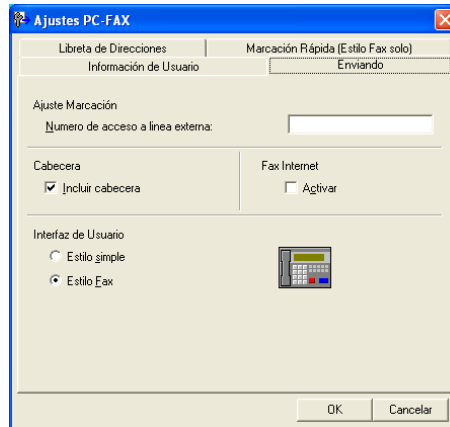 Ajustes PC-FAX
Libreta de Direcciones
Marcación Rápida (Estilo Fax solo)
Información de Usuario
Enviando
Ajuste Marcación
Numero de acceso a linea externa:
Cabecera
Fax Internet
Incluir cabecera
Activar
Interfaz de Usuario
Estilo simple
Estilo Fax
OK
Cancelar